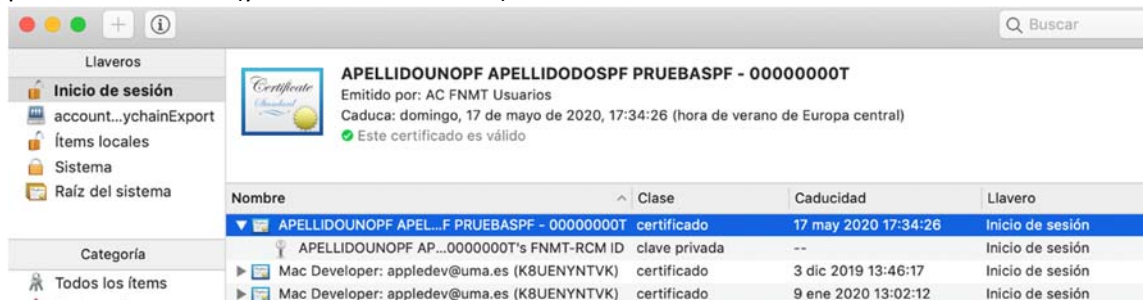 Buscar
Llaveros
Inicio de sesión
account...ychainExport
Ítems locales
Sistema
Raíz del sistema
Categoría
Todos los ítems
Certificate
Standard
APELLIDOUNOPF APELLIDODOSPF PRUEBASPF - 00000000T
Emitido por: AC FNMT Usuarios
Caduca: domingo, 17 de mayo de 2020, 17:34:26 (hora de verano de Europa central)
Este certificado es válido
Nombre Clase Caducidad Llavero
APELLIDOUNOPF APEL...F PRUEBASPF - 00000000T certificado 17 may 2020 17:34:26 Inicio de sesión
APELLIDOUNOPF AP...0000000T's FNMT-RCM ID clave privada -- Inicio de sesión
Mac Developer: appledev@uma.es (K8UENYNTVK) certificado 3 dic 2019 13:46:17 Inicio de sesión
Mac Developer: appledev@uma.es (K8UENYNTVK) certificado 9 ene 2020 13:02:12 Inicio de sesión